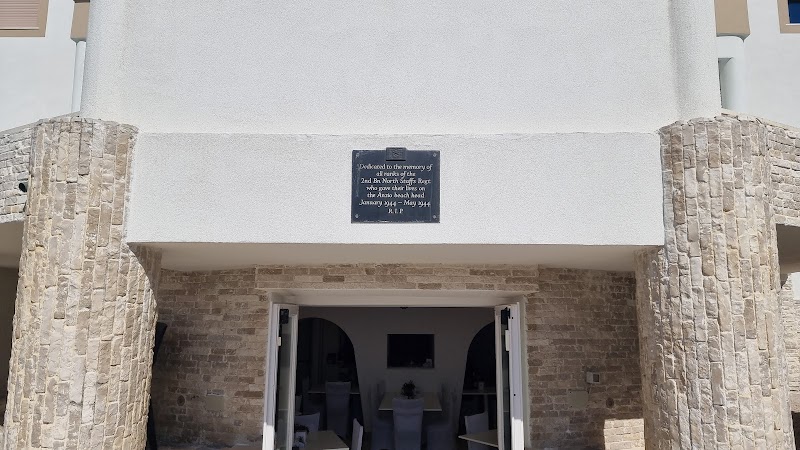 Dedicated to the memory of
all ranks of the
2nd Bn North Staffs Regt
who gave their lives on
the Anzio beach head
January 1944 – May 1944
R.I.P